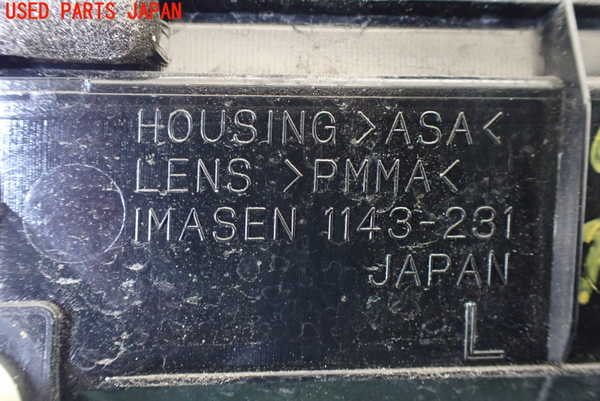 USED PARTS JAPAN
HOUSING >ASA<
LENS >PMMA<
IMASEN 1143-231
JAPAN
L